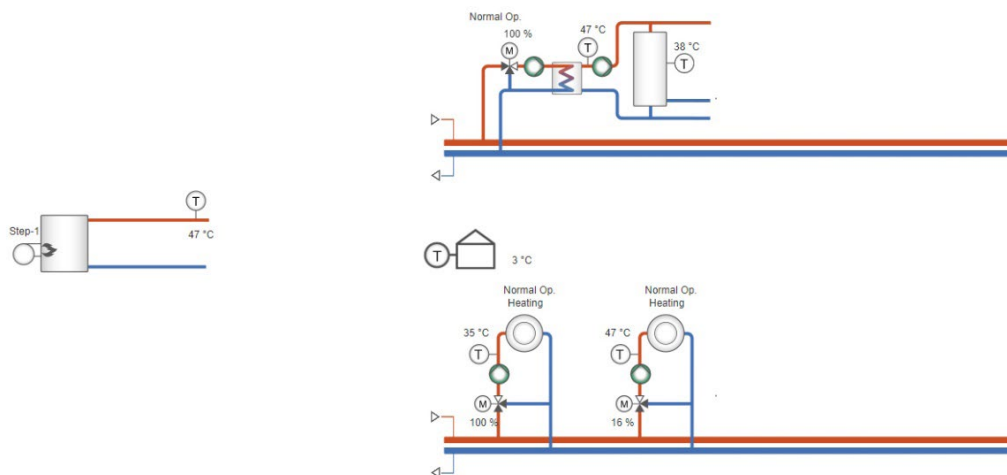 Normal Op.
100 %
M
47 °C
T
38 °C
T
T
47 °C
Step-1
T
3 °C
Normal Op.
Heating
35 °C
T
M
100 %
Normal Op.
Heating
47 °C
T
M
16 %